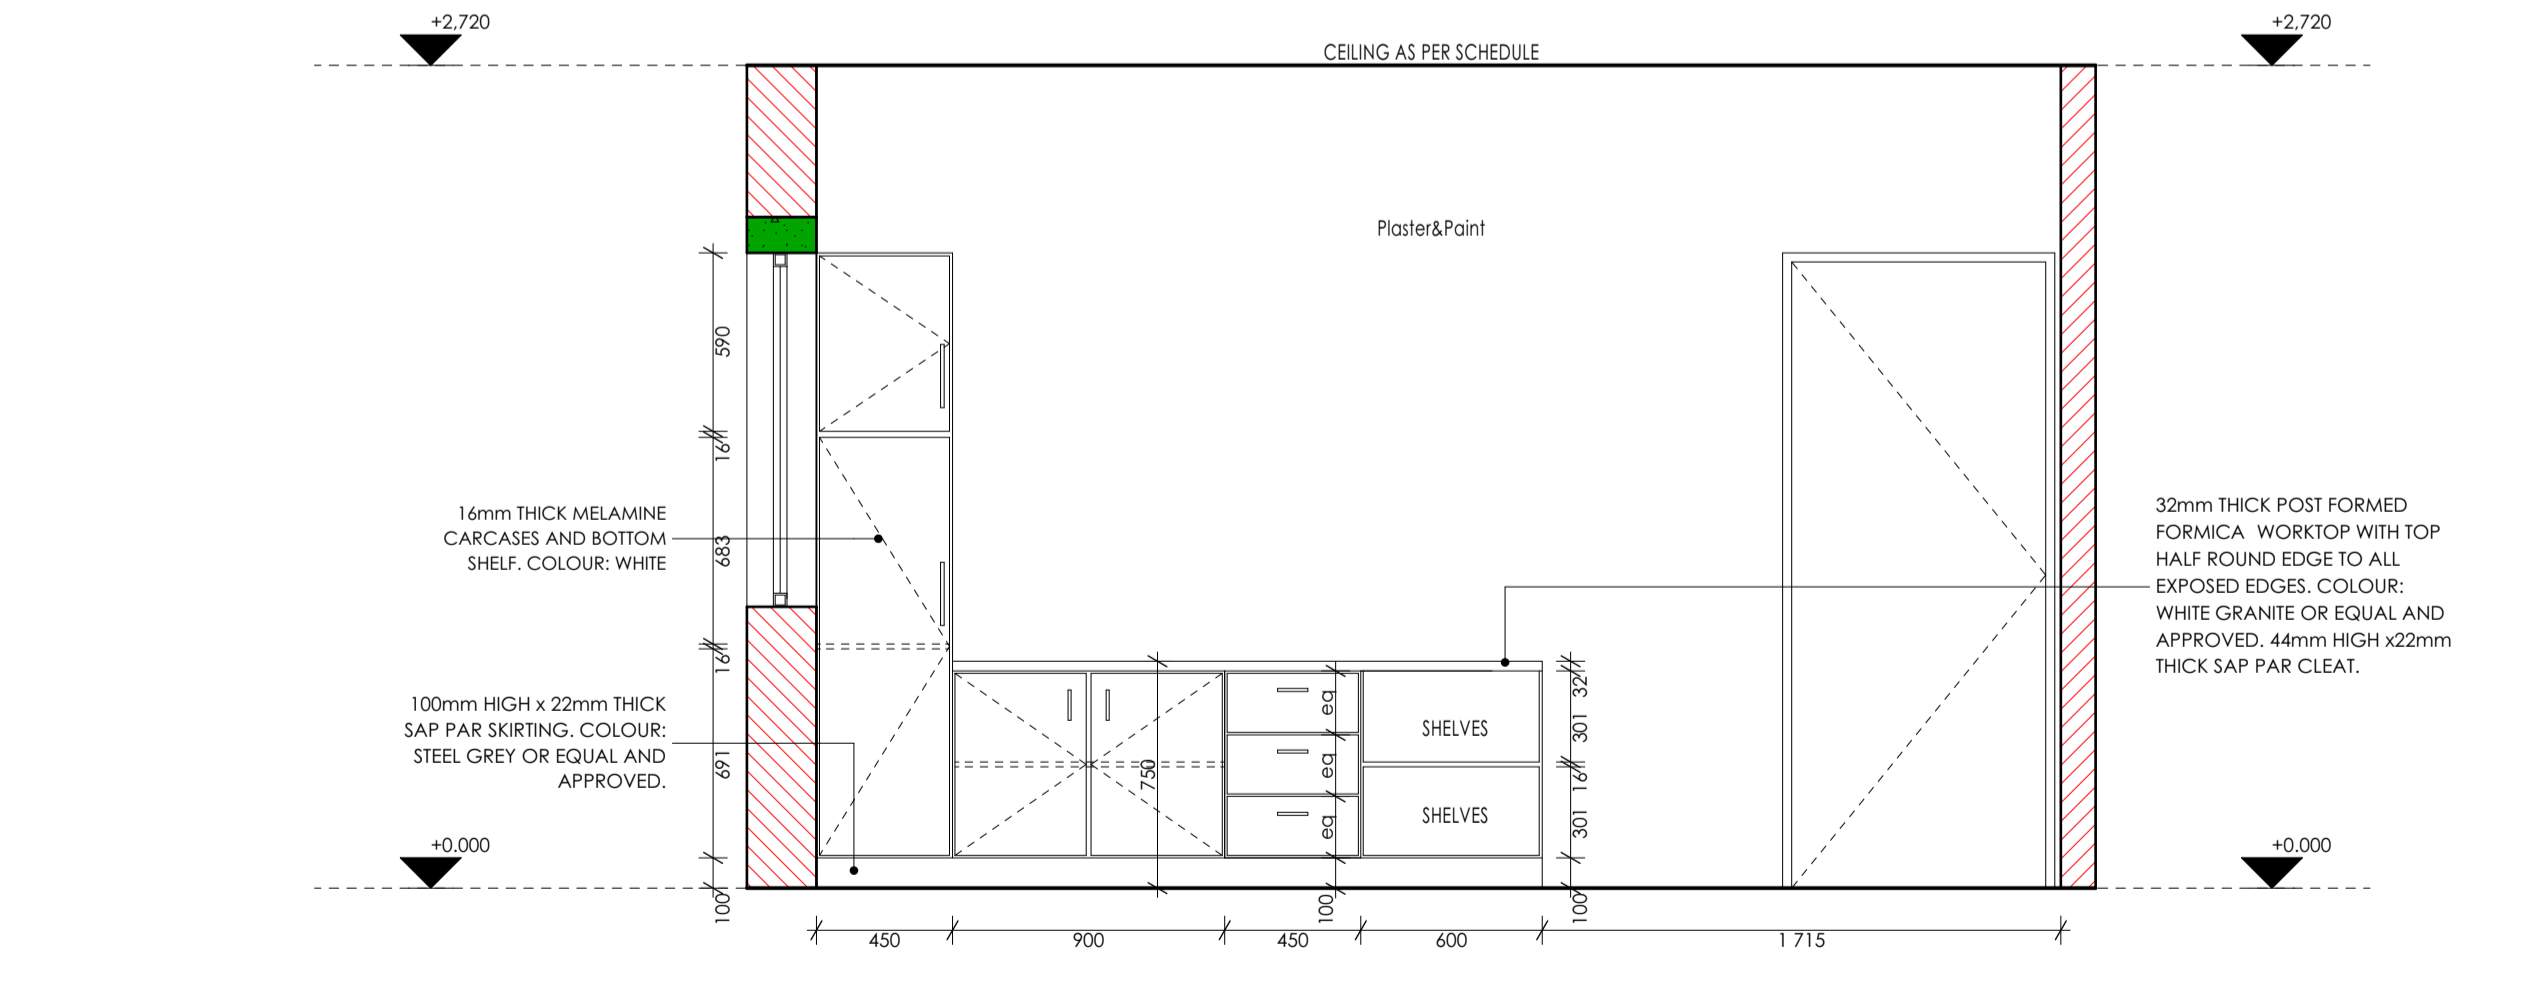 +2,720
+2,720
CEILING AS PER SCHEDULE
Plaster&Paint
590
16
683
16
691
100
16mm THICK MELAMINE
CARCASES AND BOTTOM
SHELF. COLOUR: WHITE
100mm HIGH x 22mm THICK
SAP PAR SKIRTING. COLOUR:
STEEL GREY OR EQUAL AND
APPROVED.
32mm THICK POST FORMED
FORMICA WORKTOP WITH TOP
HALF ROUND EDGE TO ALL
EXPOSED EDGES. COLOUR:
WHITE GRANITE OR EQUAL AND
APPROVED. 44mm HIGH x22mm
THICK SAP PAR CLEAT.
750
eq
eq
eq
100
SHELVES
SHELVES
32
301
16
301
100
+0.000
+0.000
450
900
450
600
1 715